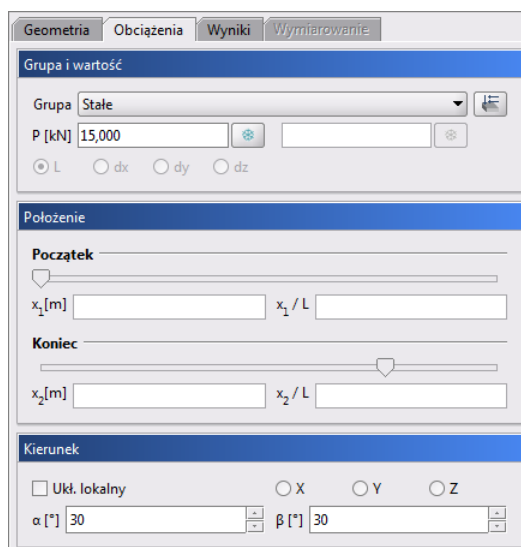 Geometria Obciążenia Wyniki Wymiarowanie
Grupa i wartość
Grupa Stałe
P [kN] 15,000
L dx dy dz
Położenie
Początek
x1[m] x1 / L
Koniec
x2[m] x2 / L
Kierunek
Ukł. lokalny X Y Z
α [°] 30 β [°] 30